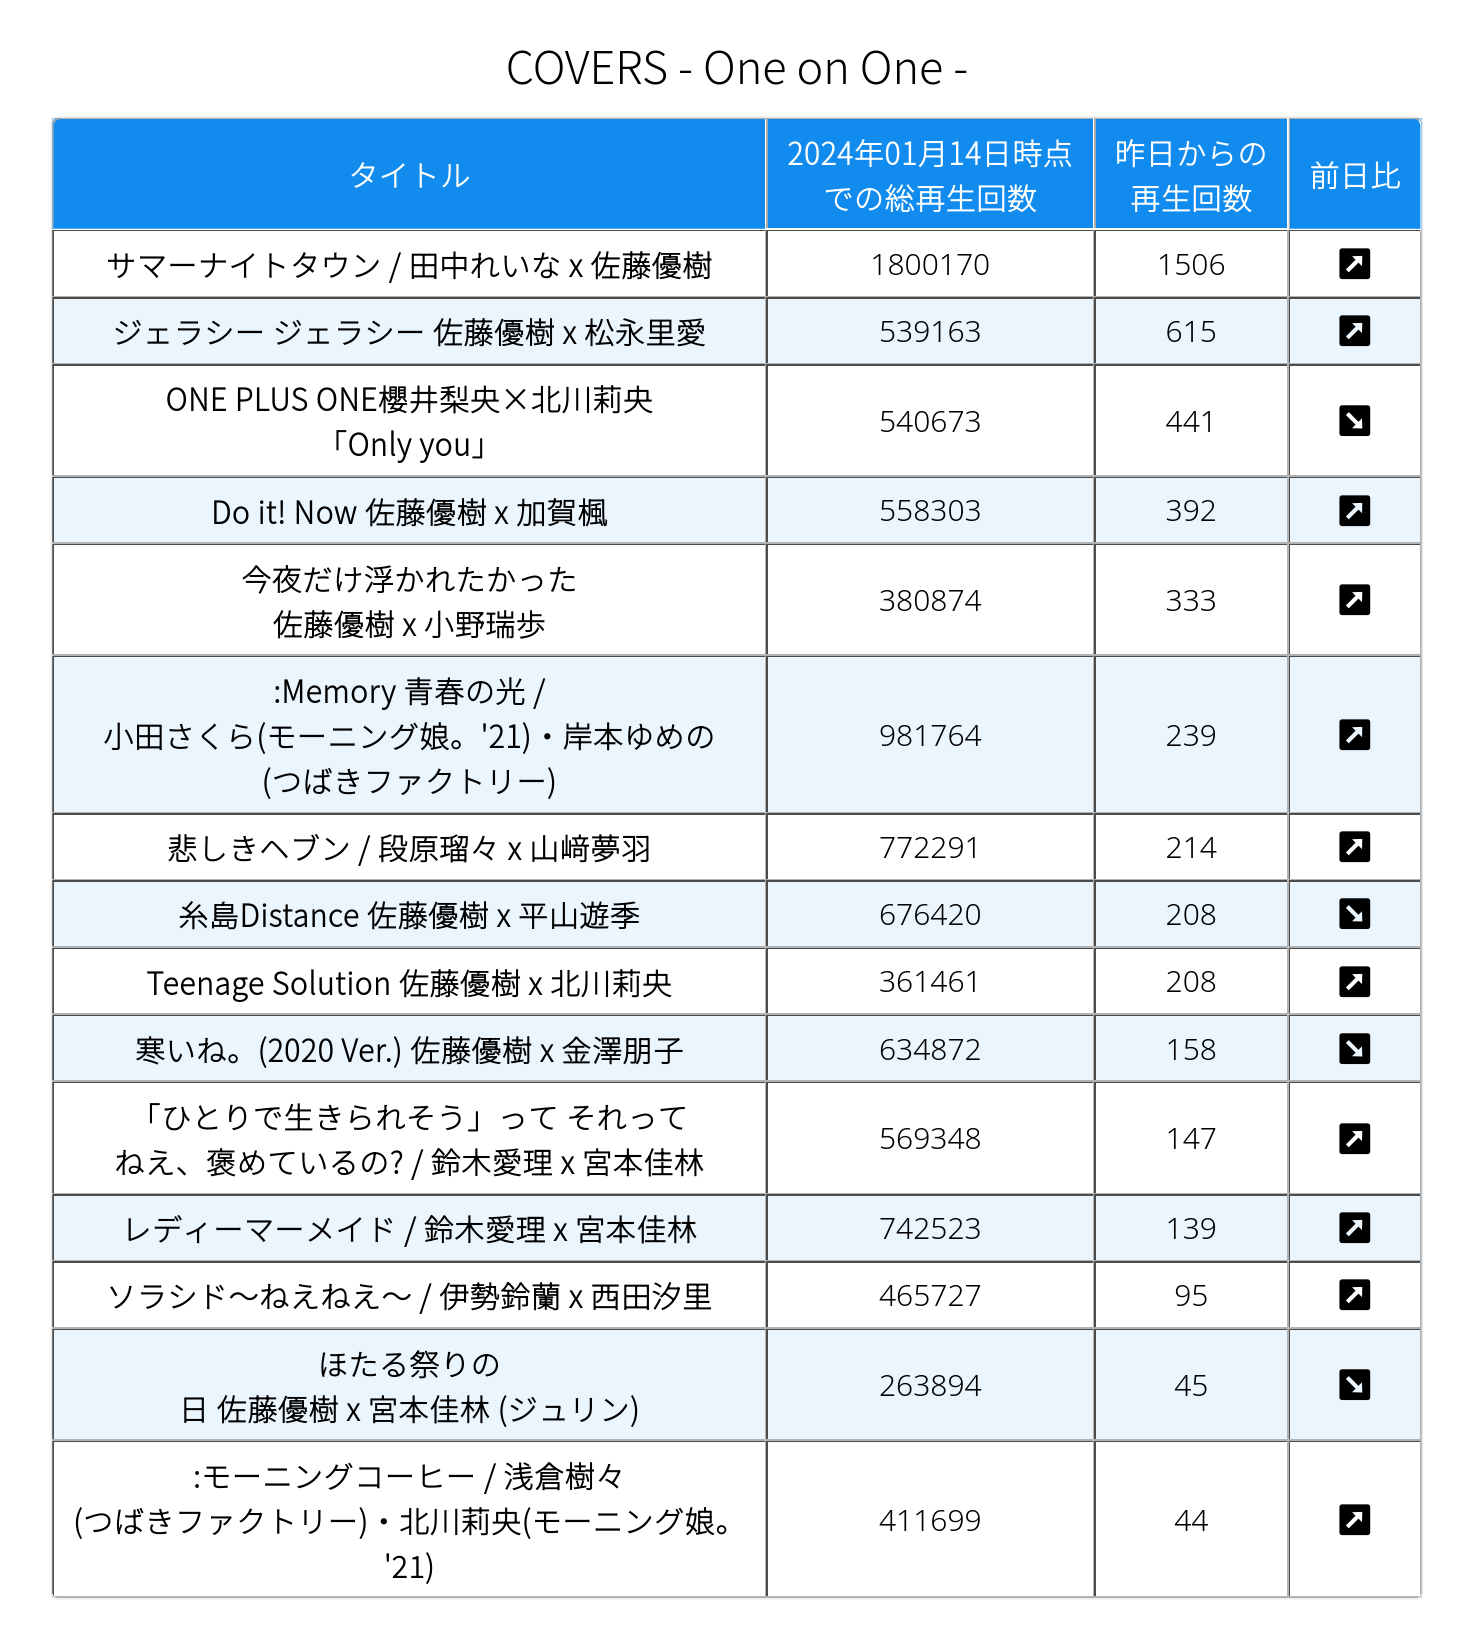 COVERS - One on One -
タイトル
2024年01月14日時点
での総再生回数
昨日からの
再生回数
前日比
サマーナイトタウン / 田中れいな x 佐藤優樹
1800170
1506
ジェラシー ジェラシー 佐藤優樹 x 松永里愛
539163
615
ONE PLUS ONE櫻井梨央×北川莉央
「Only you」
540673
441
Do it! Now 佐藤優樹 x 加賀楓
558303
392
今夜だけ浮かれたかった
佐藤優樹 x 小野瑞歩
380874
333
:Memory 青春の光 /
小田さくら(モーニング娘。'21)・岸本ゆめの
(つばきファクトリー)
981764
239
悲しきヘブン / 段原瑠々 x 山﨑夢羽
772291
214
糸島Distance 佐藤優樹 x 平山遊季
676420
208
Teenage Solution 佐藤優樹 x 北川莉央
361461
208
寒いね。(2020 Ver.) 佐藤優樹 x 金澤朋子
634872
158
「ひとりで生きられそう」って それって
ねえ、褒めているの? / 鈴木愛理 x 宮本佳林
569348
147
レディーマーメイド / 鈴木愛理 x 宮本佳林
742523
139
ソラシド〜ねえねえ〜 / 伊勢鈴蘭 x 西田汐里
465727
95
ほたる祭りの
日 佐藤優樹 x 宮本佳林 (ジュリン)
263894
45
:モーニングコーヒー / 浅倉樹々
(つばきファクトリー)・北川莉央(モーニング娘。
'21)
411699
44